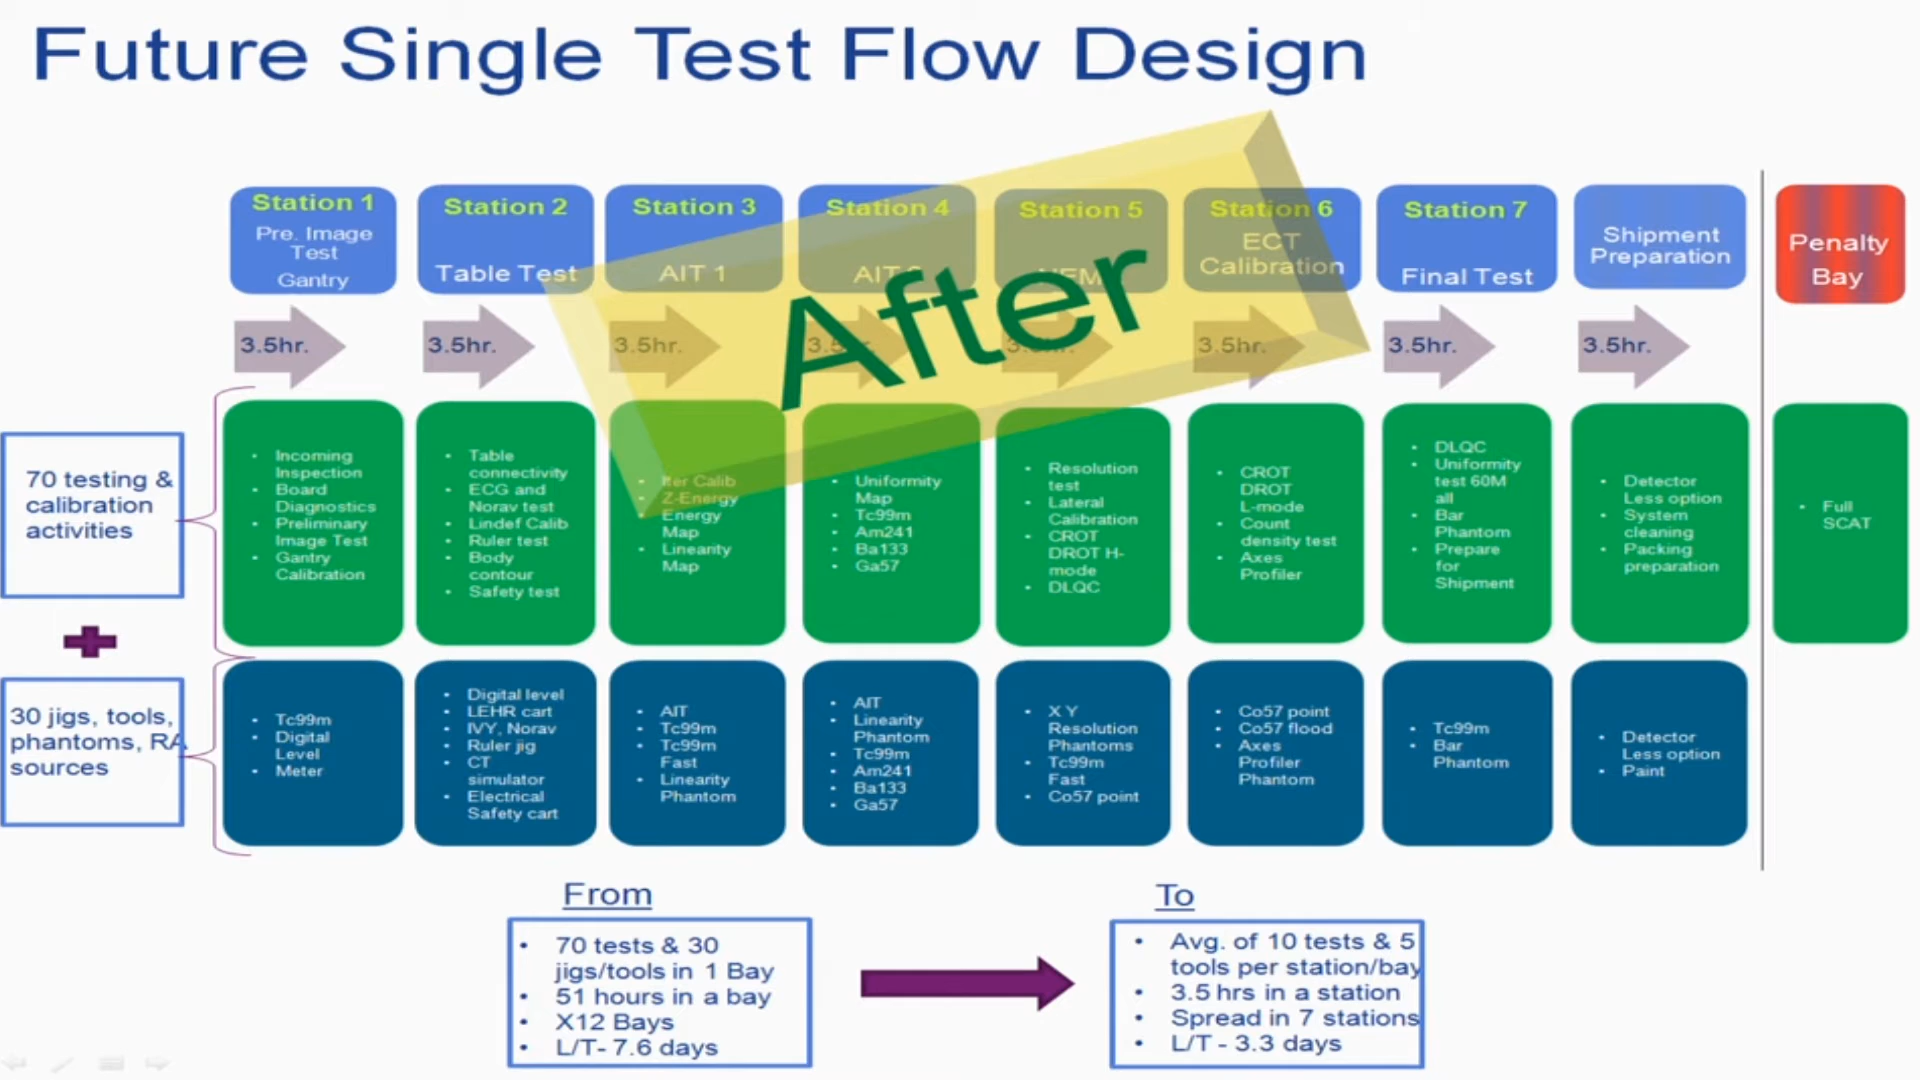 Future Single Test Flow Design
Station 1
Pre. Image
Test
Gantry
Station 2
Table Test
Station 3
AIT 1
Station 4
AIT
Station 5
Station 6
ECT
Calibration
Station 7
Final Test
Shipment
Preparation
Penalty
Bay
After
3.5hr.
3.5hr.
3.5hr.
3.5hr.
3.5hr.
3.5hr.
3.5hr.
3.5hr.
70 testing &
calibration
activities
• Incoming
Inspection
• Board
Diagnostics
• Preliminary
Image Test
• Gantry
Calibration
• Table
connectivity
• ECG and
Norav test
• Lindef Calib
• Ruler test
• Body
contour
• Safety test
• Iter Calib
• Z-Energy
• Energy
Map
• Linearity
Map
• Uniformity
Map
• Tc99m
• Am241
• Ba133
• Ga57
• Resolution
test
• Lateral
Calibration
• CROT
DROT H-
mode
• DLQC
• CROT
DROT
L-mode
• Count
density test
• Axes
Profiler
• DLQC
• Uniformity
test 60M
all
• Bar
Phantom
• Prepare
for
Shipment
• Detector
Less option
• System
cleaning
• Packing
preparation
• Full
SCAT
30 jigs, tools,
phantoms, RA
sources
• Tc99m
• Digital
Level
• Meter
• Digital level
• LEHR cart
• IVY, Norav
• Ruler jig
• CT
simulator
• Electrical
Safety cart
• AIT
• Tc99m
• Tc99m
Fast
• Linearity
Phantom
• AIT
• Linearity
Phantom
• Tc99m
• Am241
• Ba133
• Ga57
• X Y
Resolution
Phantoms
• Tc99m
Fast
• Co57 point
• Co57 point
• Co57 flood
• Axes
Profiler
Phantom
• Tc99m
• Bar
Phantom
• Detector
Less option
• Paint
From
• 70 tests & 30
jigs/tools in 1 Bay
• 51 hours in a bay
• X12 Bays
• L/T- 7.6 days
To
• Avg. of 10 tests & 5
tools per station/bay
• 3.5 hrs in a station
• Spread in 7 stations
• L/T - 3.3 days